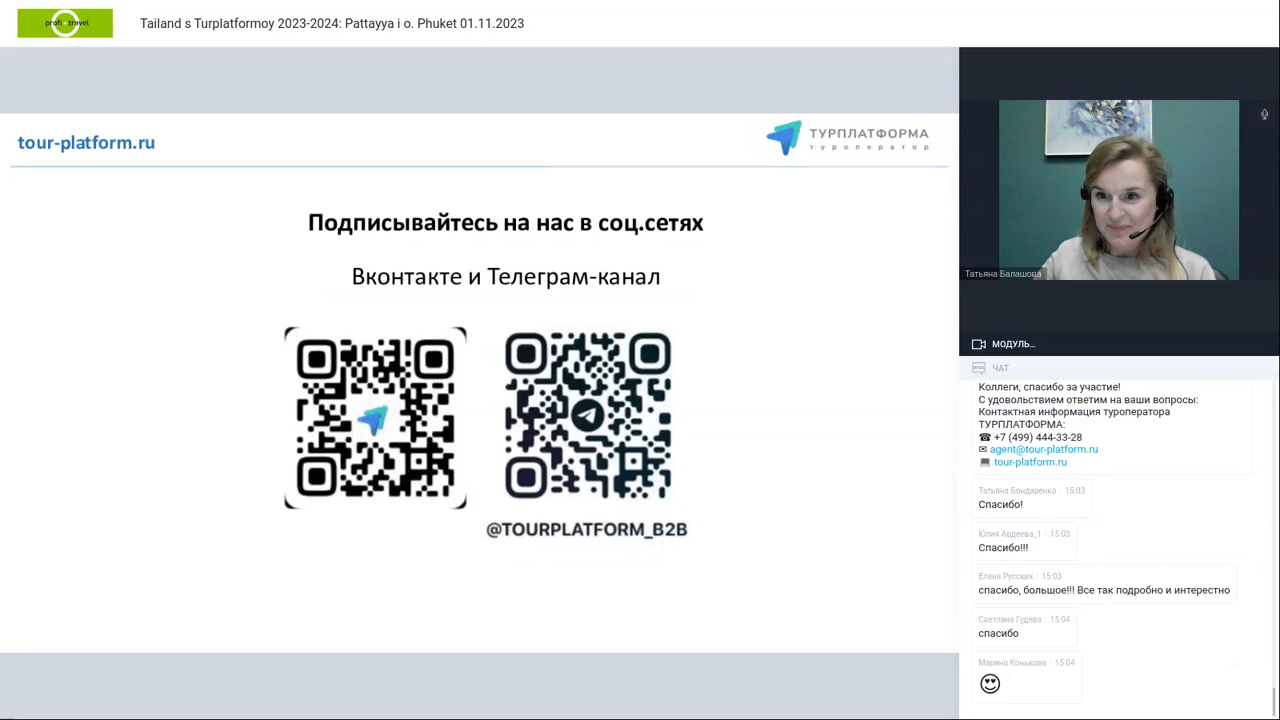 profi travel
Tailand s Turplatformoy 2023-2024: Pattayya i o. Phuket 01.11.2023
tour-platform.ru
ТУРПЛАТФОРМА
туроператор
Подписывайтесь на нас в соц.сетях
Вконтакте и Телеграм-канал
@TOURPLATFORM_B2B
Татьяна Балашова
МОДУЛЬ...
ЧАТ
Коллеги, спасибо за участие!
С удовольствием ответим на ваши вопросы:
Контактная информация туроператора
ТУРПЛАТФОРМА:
☎ +7 (499) 444-33-28
✉ agent@tour-platform.ru
💻 tour-platform.ru
Татьяна Бондаренко 15:03
Спасибо!
Юлия Авдеева_1 15:03
Спасибо!!!
Елена Русских 15:03
спасибо, большое!!! Все так подробно и интересно
Светлана Гудева... 15:04
спасибо
Марина Конькова 15:04
😍